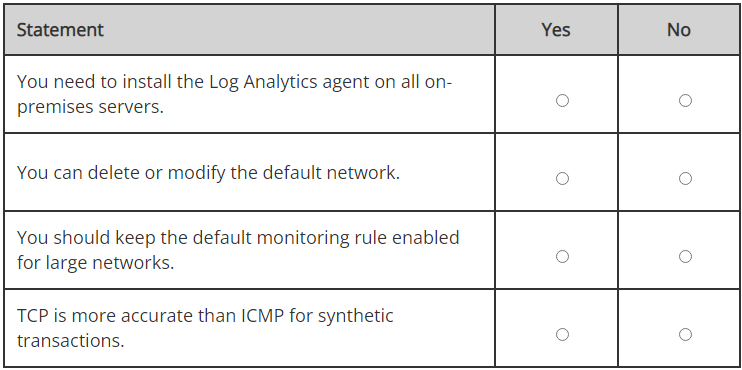 Statement Yes No
You need to install the Log Analytics agent on all on-
premises servers.
You can delete or modify the default network.
You should keep the default monitoring rule enabled
for large networks.
TCP is more accurate than ICMP for synthetic
transactions.